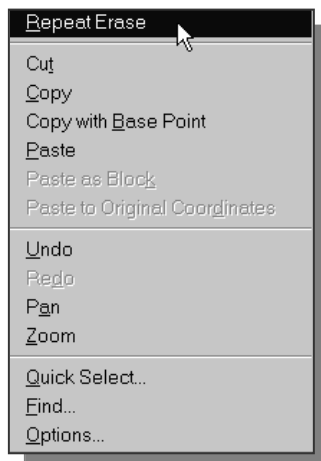 Repeat Erase
Cut
Copy
Copy with Base Point
Paste
Paste as Block
Paste to Original Coordinates
Undo
Redo
Pan
Zoom
Quick Select...
Find...
Options...